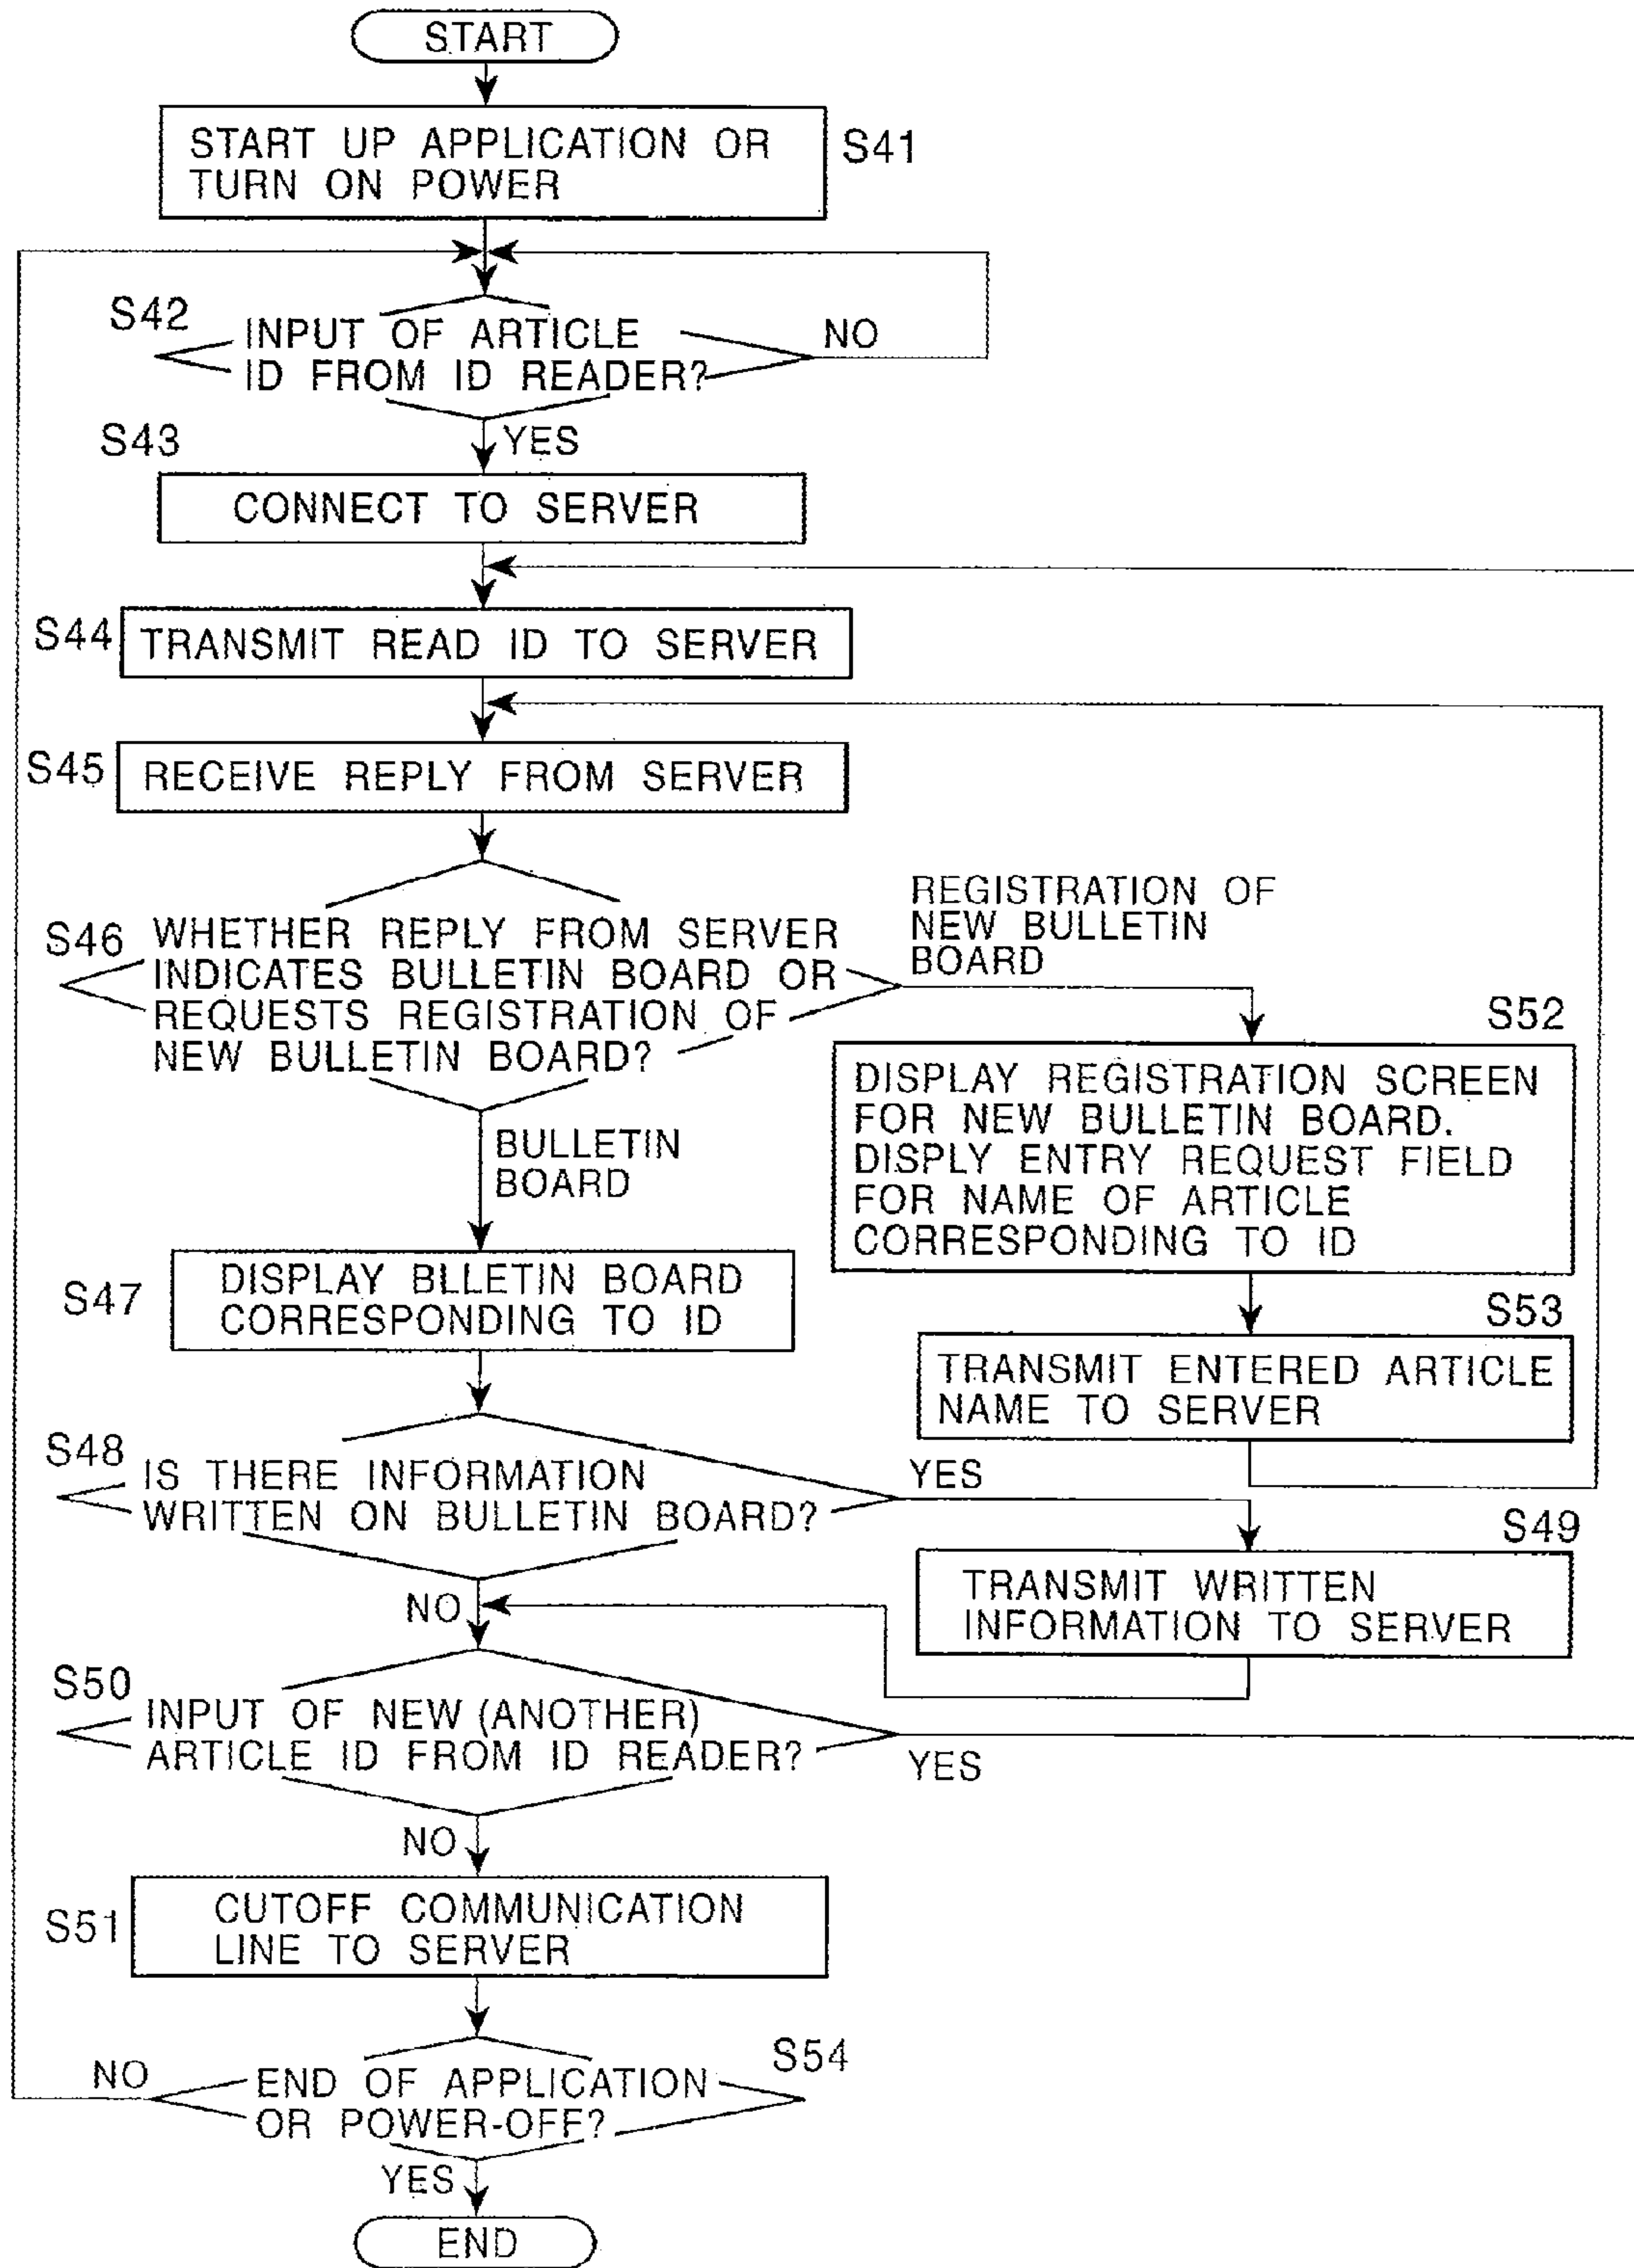 START
START UP APPLICATION OR
TURN ON POWER
S41
S42
INPUT OF ARTICLE
ID FROM ID READER?
NO
S43
YES
CONNECT TO SERVER
S44
TRANSMIT READ ID TO SERVER
S45
RECEIVE REPLY FROM SERVER
S46
WHETHER REPLY FROM SERVER
INDICATES BULLETIN BOARD OR
REQUESTS REGISTRATION OF
NEW BULLETIN BOARD?
REGISTRATION OF
NEW BULLETIN
BOARD
S52
DISPLAY REGISTRATION SCREEN
FOR NEW BULLETIN BOARD.
DISPLY ENTRY REQUEST FIELD
FOR NAME OF ARTICLE
CORRESPONDING TO ID
BULLETIN
BOARD
S47
DISPLAY BLLETIN BOARD
CORRESPONDING TO ID
S53
TRANSMIT ENTERED ARTICLE
NAME TO SERVER
S48
IS THERE INFORMATION
WRITTEN ON BULLETIN BOARD?
YES
S49
TRANSMIT WRITTEN
INFORMATION TO SERVER
NO
S50
INPUT OF NEW (ANOTHER)
ARTICLE ID FROM ID READER?
YES
NO
S51
CUTOFF COMMUNICATION
LINE TO SERVER
S54
NO
END OF APPLICATION
OR POWER-OFF?
YES
END